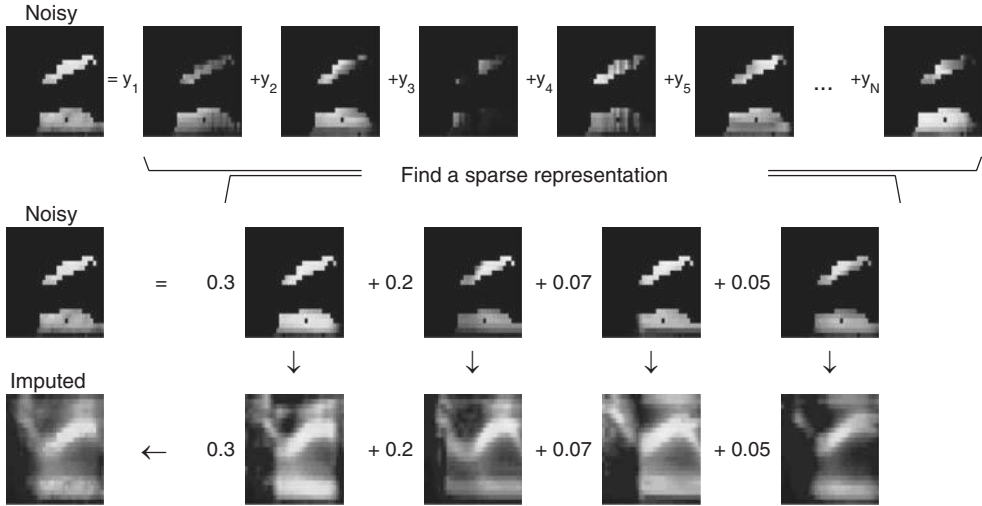 Noisy
= y1 +y2 +y3 +y4 +y5 ... +yN
Find a sparse representation
Noisy
= 0.3 + 0.2 + 0.07 + 0.05
↓ ↓ ↓ ↓
Imputed
← 0.3 + 0.2 + 0.07 + 0.05